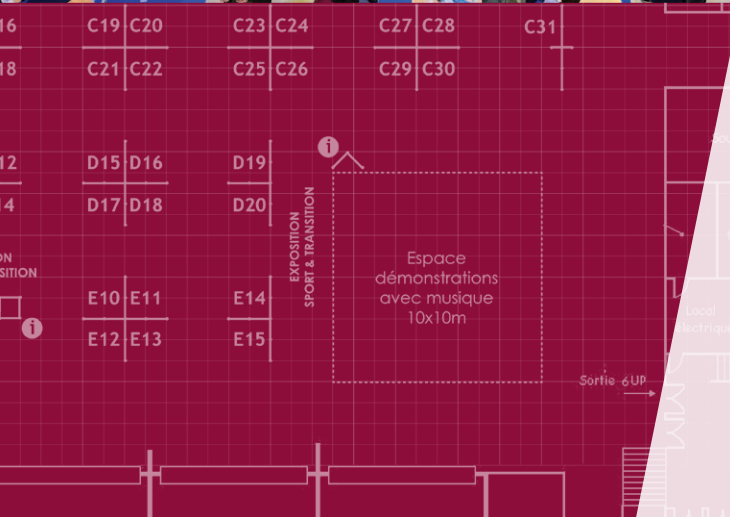 16 C19 C20 C23 C24 C27 C28 C31
18 C21 C22 C25 C26 C29 C30
i
12 D15 D16 D19
14 D17 D18 D20
EXPOSITION
SPORT & TRANSITION
ON
SITION
Espace
démonstrations
avec musique
10x10m
E10 E11 E14
i
E12 E13 E15
Sortie 6UP
Local
électrique